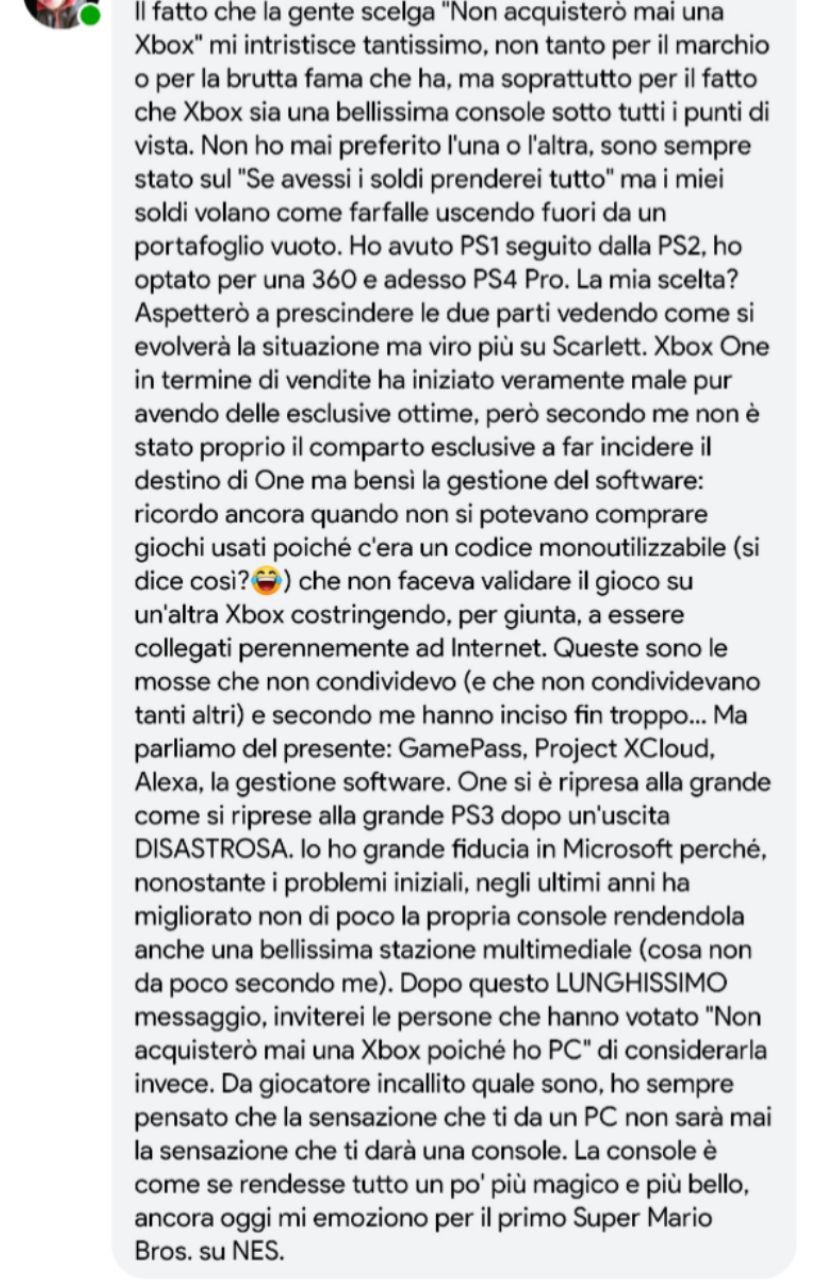 Il fatto che la gente scelga "Non acquisterò mai una
Xbox" mi intristisce tantissimo, non tanto per il marchio
o per la brutta fama che ha, ma soprattutto per il fatto
che Xbox sia una bellissima console sotto tutti i punti di
vista. Non ho mai preferito l'una o l'altra, sono sempre
stato sul "Se avessi i soldi prenderei tutto" ma i miei
soldi volano come farfalle uscendo fuori da un
portafoglio vuoto. Ho avuto PS1 seguito dalla PS2, ho
optato per una 360 e adesso PS4 Pro. La mia scelta?
Aspetterò a prescindere le due parti vedendo come si
evolverà la situazione ma viro più su Scarlett. Xbox One
in termine di vendite ha iniziato veramente male pur
avendo delle esclusive ottime, però secondo me non è
stato proprio il comparto esclusive a far incidere il
destino di One ma bensì la gestione del software:
ricordo ancora quando non si potevano comprare
giochi usati poiché c'era un codice monoutilizzabile (si
dice così?😂) che non faceva validare il gioco su
un'altra Xbox costringendo, per giunta, a essere
collegati perennemente ad Internet. Queste sono le
mosse che non condividevo (e che non condividevano
tanti altri) e secondo me hanno inciso fin troppo... Ma
parliamo del presente: GamePass, Project XCloud,
Alexa, la gestione software. One si è ripresa alla grande
come si riprese alla grande PS3 dopo un'uscita
DISASTROSA. Io ho grande fiducia in Microsoft perché,
nonostante i problemi iniziali, negli ultimi anni ha
migliorato non di poco la propria console rendendola
anche una bellissima stazione multimediale (cosa non
da poco secondo me). Dopo questo LUNGHISSIMO
messaggio, inviterei le persone che hanno votato "Non
acquisterò mai una Xbox poiché ho PC" di considerarla
invece. Da giocatore incallito quale sono, ho sempre
pensato che la sensazione che ti da un PC non sarà mai
la sensazione che ti darà una console. La console è
come se rendesse tutto un po' più magico e più bello,
ancora oggi mi emoziono per il primo Super Mario
Bros. su NES.